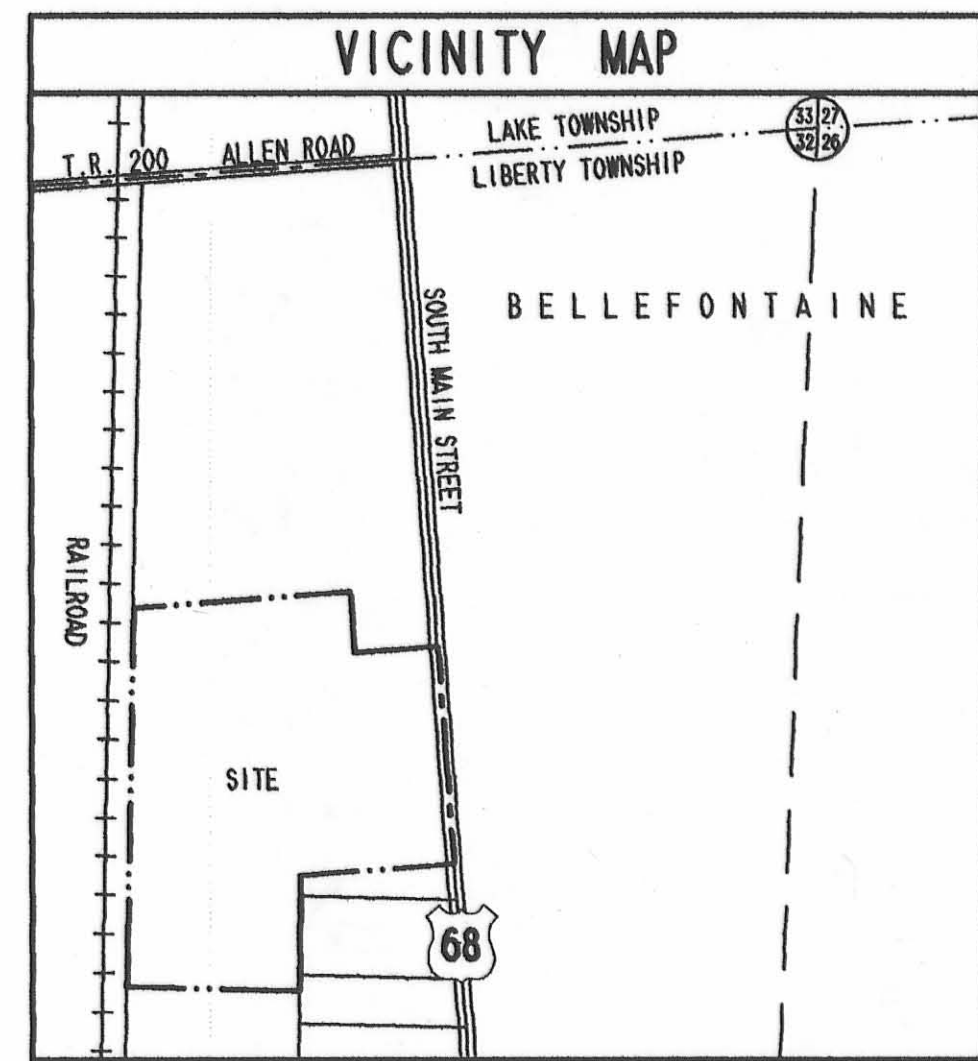 VICINITY MAP
LAKE TOWNSHIP
33 27
32 26
T.R. 200 ALLEN ROAD
LIBERTY TOWNSHIP
BELLEFONTAINE
SOUTH MAIN STREET
RAILROAD
SITE
68